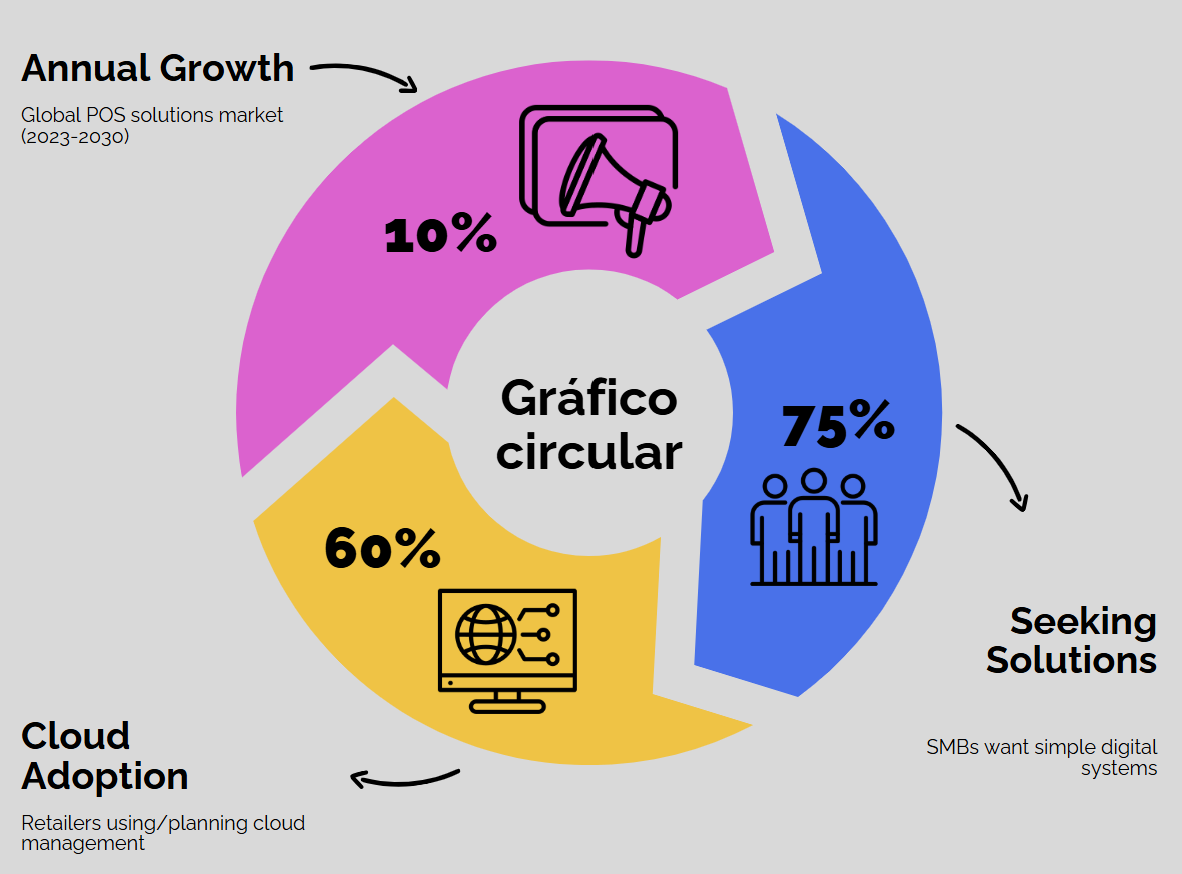 Annual Growth
Global POS solutions market
(2023-2030)
10%
Gráfico
circular
75%
60%
Seeking
Solutions
SMBs want simple digital
systems
Cloud
Adoption
Retailers using/planning cloud
management